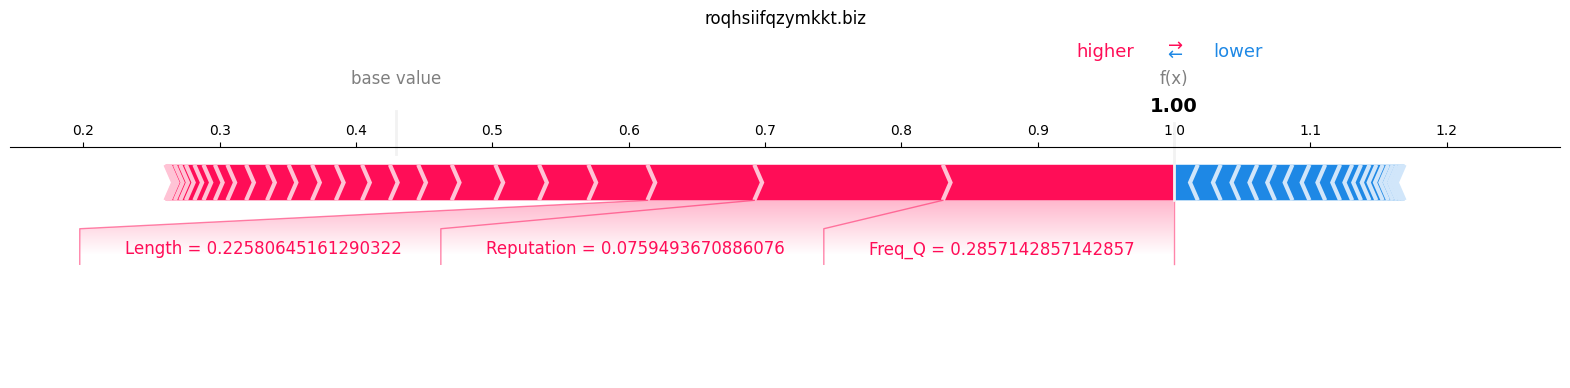 roqhsiifqzymkkt.biz
higher ⇄ lower
base value f(x)
1.00
0.2 0.3 0.4 0.5 0.6 0.7 0.8 0.9 1.0 1.1 1.2
Length = 0.22580645161290322 Reputation = 0.0759493670886076 Freq_Q = 0.2857142857142857